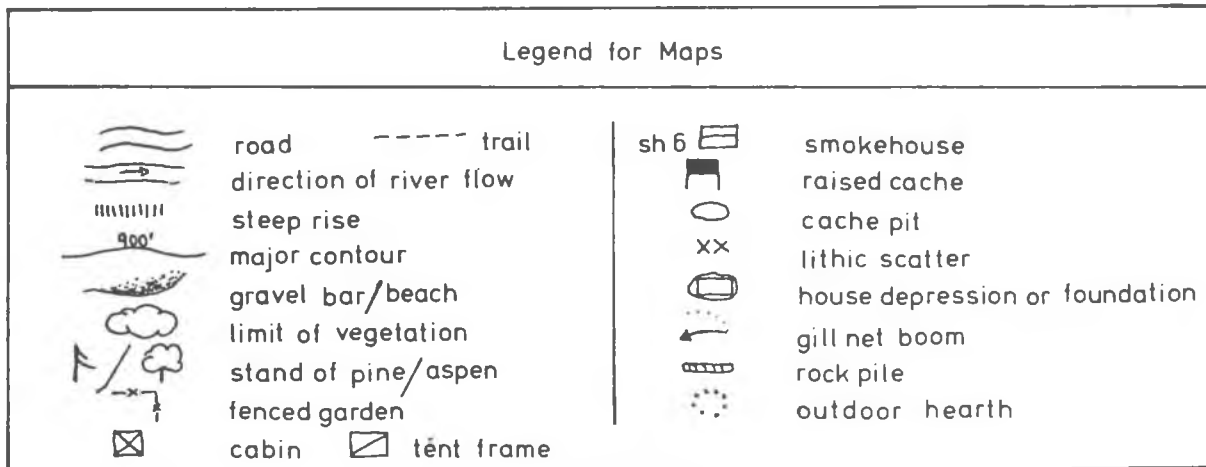 Legend for Maps
road trail
direction of river flow
steep rise
900'
major contour
gravel bar/beach
limit of vegetation
stand of pine/aspen
fenced garden
cabin tent frame
sh 6 smokehouse
raised cache
cache pit
xx lithic scatter
house depression or foundation
gill net boom
rock pile
outdoor hearth